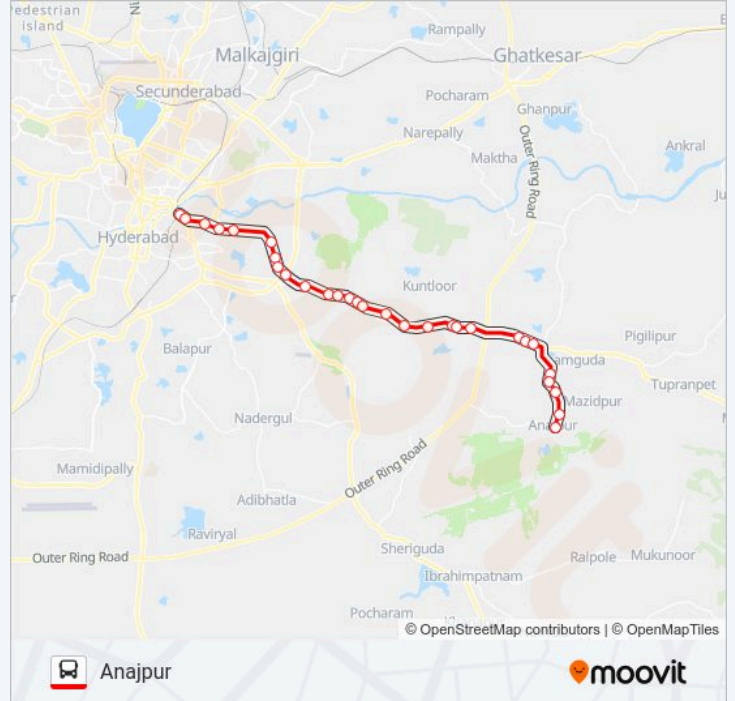 edestrian
island
Rampally
Malkajgiri
Ghatkesar
Secunderabad
Pocharam
Ghanpur
Narepally
Ankral
Maktha
Outer Ring Road
Hyderabad
Kuntloor
Balapur
Pigilipur
amguda
Tupranpet
Mazidpur
Nadergul
Outer Ring Road
Mamidipally
Adibhatla
Raviryal
Sheriguda
Outer Ring Road
Ralpole
Mukunoor
Ibrahimpatnam
Pocharam
© OpenStreetMap contributors | © OpenMapTiles
Anajpur
moovit